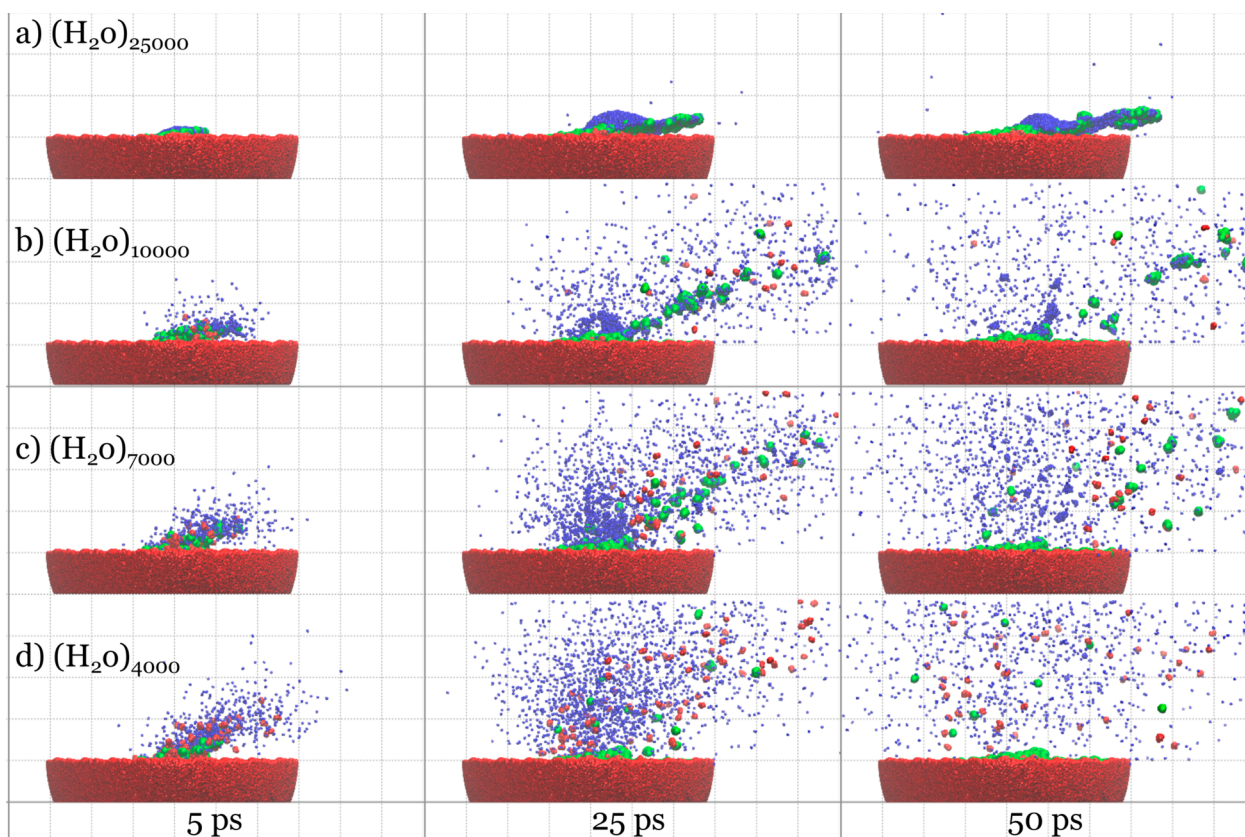 a) (H₂o)₂₅₀₀₀
b) (H₂o)₁₀₀₀₀
c) (H₂o)₇₀₀₀
d) (H₂o)₄₀₀₀
5 ps 25 ps 50 ps